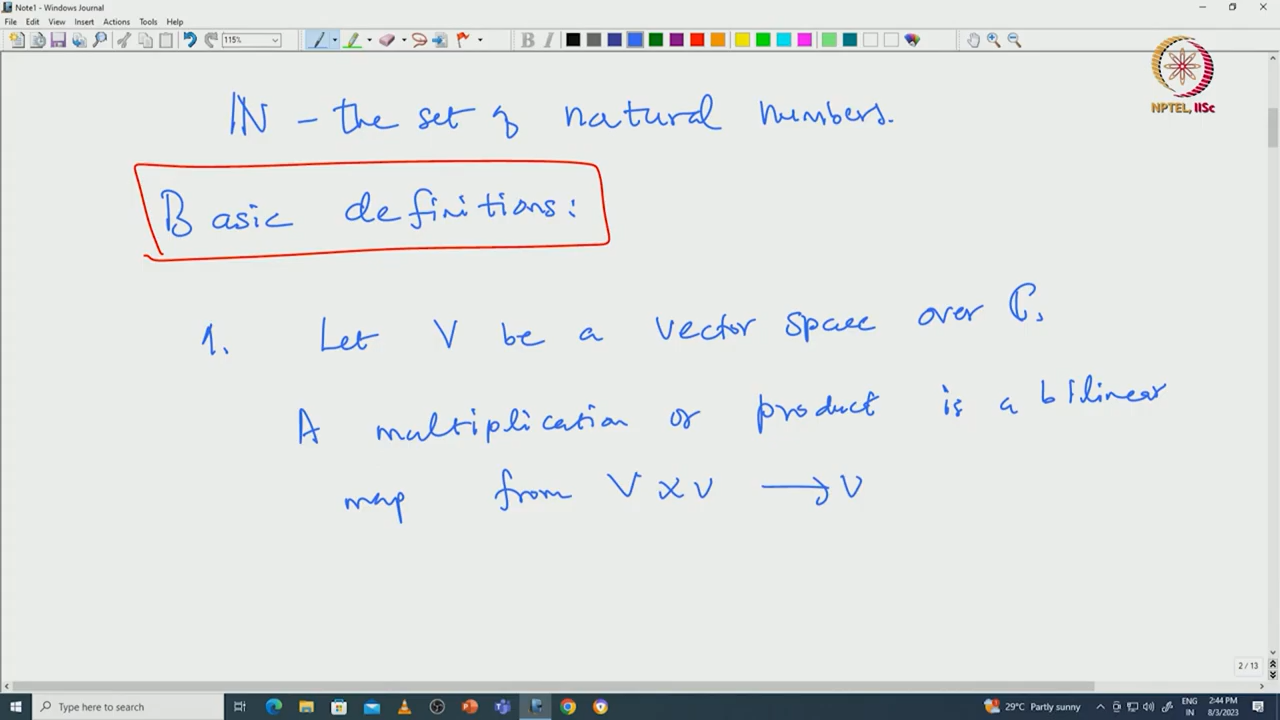 Note1 - Windows Journal
File Edit View Insert Actions Tools Help
115%
B I
NPTEL, IISc
ℕ - the set of natural numbers.
Basic definitions:
1. Let V be a vector space over ℂ.
A multiplication or product is a bilinear
map from V × V ⟶ V
2 / 13
Type here to search
29°C Partly sunny
ENG
IN
2:44 PM
8/3/2023